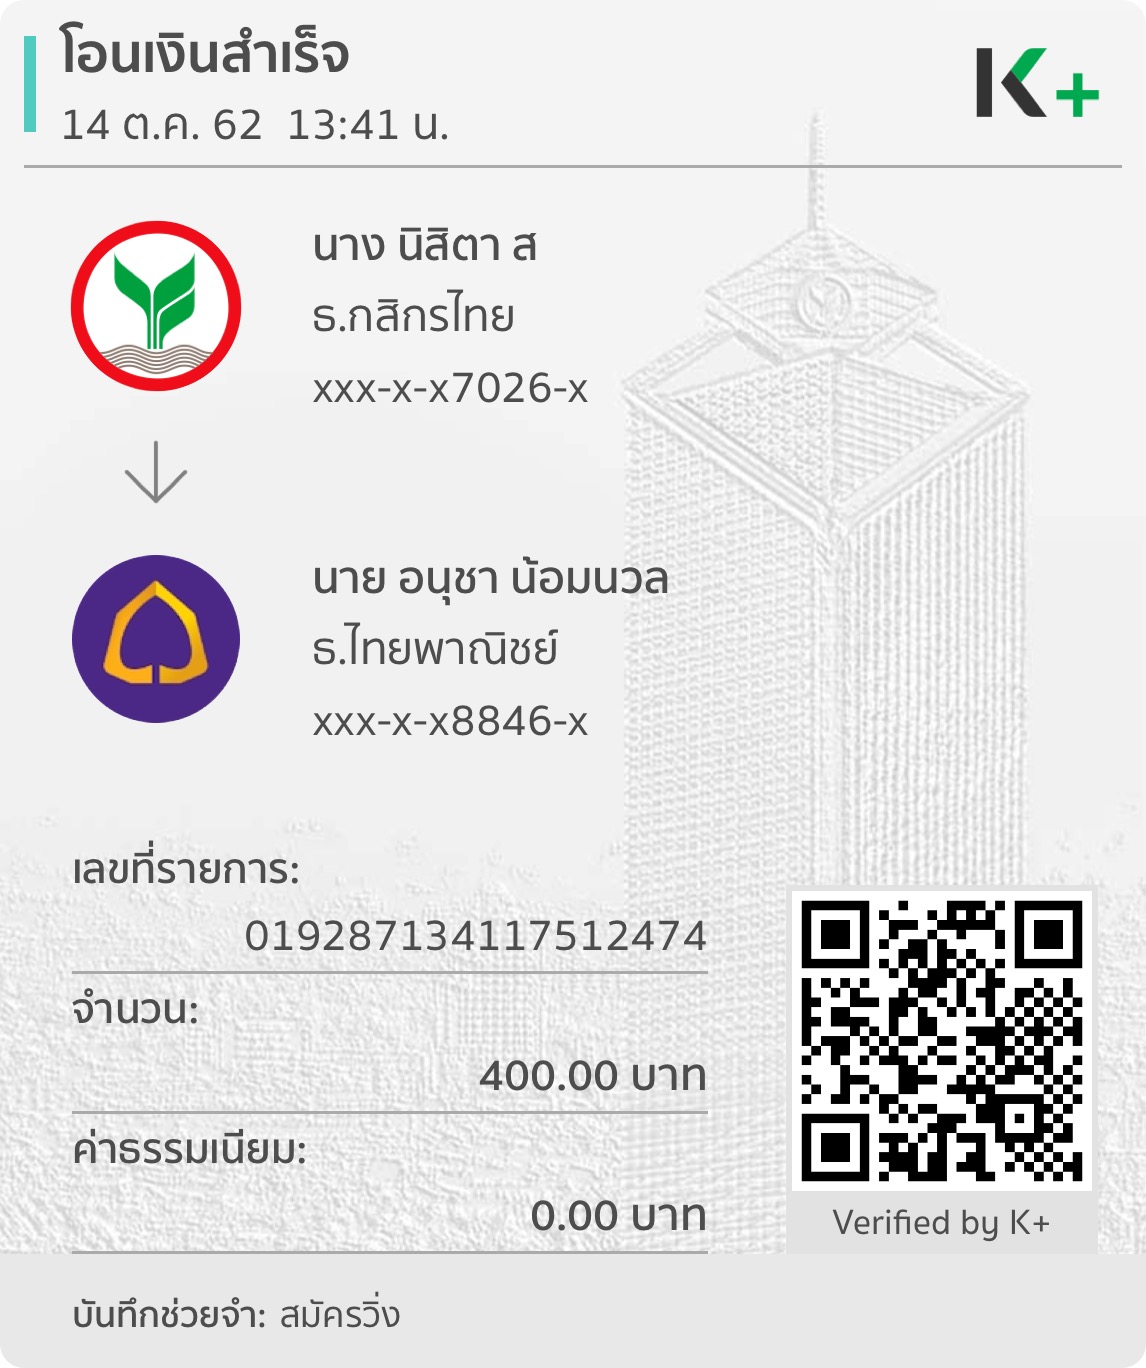 โอนเงินสำเร็จ
14 ต.ค. 62  13:41 น.
K+
นาง นิสิตา ส
ธ.กสิกรไทย
xxx-x-x7026-x
นาย อนุชา น้อมนวล
ธ.ไทยพาณิชย์
xxx-x-x8846-x
เลขที่รายการ:
019287134117512474
จำนวน:
400.00 บาท
ค่าธรรมเนียม:
0.00 บาท
Verified by K+
บันทึกช่วยจำ: สมัครวิ่ง